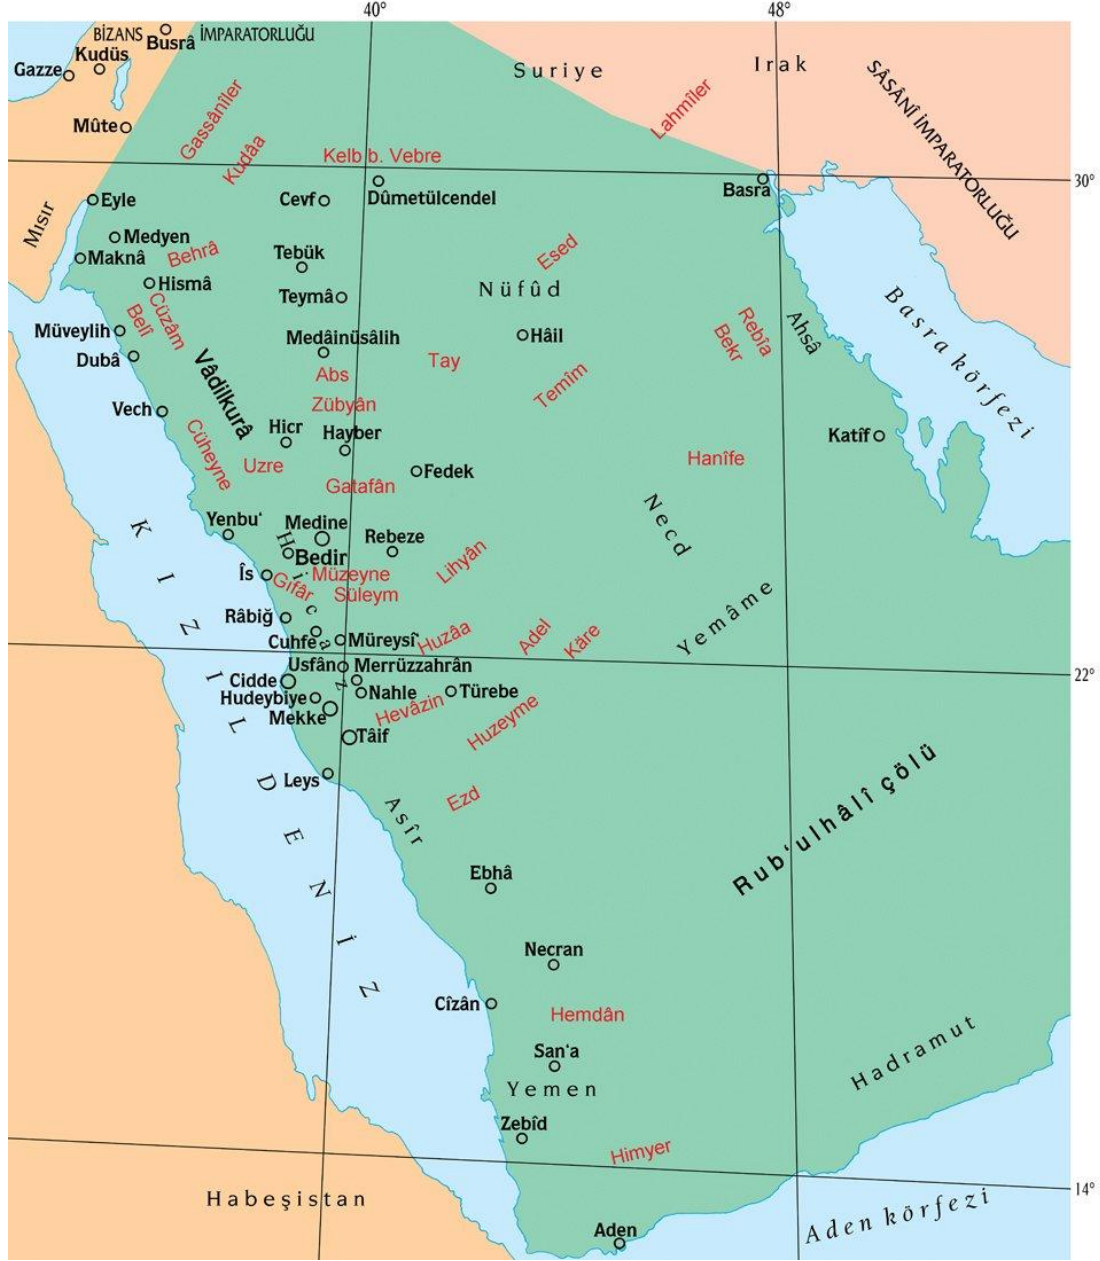 40°
48°
BİZANS İMPARATORLUĞU
Busrâ
Kudüs
Gazze
Suriye
Irak
SÂSÂNÎ İMPARATORLUĞU
Lahmîler
Gassânîler
Mûte
Kudâa
Kelb b. Vebre
30°
Basra
Dûmetülcendel
Cevf
Eyle
Mısır
Medyen
Maknâ
Behrâ
Tebük
Esed
Hismâ
Nüfûd
Teymâ
Basra körfezi
Cüzâm
Belî
Müveylih
Dubâ
Medâinüsâlih
Hâil
Rebîa
Bekr
Ahsâ
Vâdilkurâ
Abs
Tay
Temîm
Zübyân
Vech
Hicr
Hayber
Katîf
Cüheyne
Uzre
Fedek
Hanîfe
Gatafân
Necd
Yenbu‘
Medine
Hicaz
Bedir
Rebeze
KIZILDENİZ
Îs
Gifâr
Müzeyne
Lihyân
Süleym
Râbiğ
Yemâme
Cuhfe
Müreysî‘
Huzâa
Adel
Käre
22°
Usfân
Merrüzzahrân
Cidde
Nahle
Türebe
Hudeybiye
Mekke
Hevâzin
Huzeyme
Tâif
Leys
Ezd
Asîr
Rub‘ulhâlî çölü
Ebhâ
Necran
Cîzân
Hemdân
San‘a
Hadramut
Yemen
Zebîd
Himyer
14°
Habeşistan
Aden körfezi
Aden